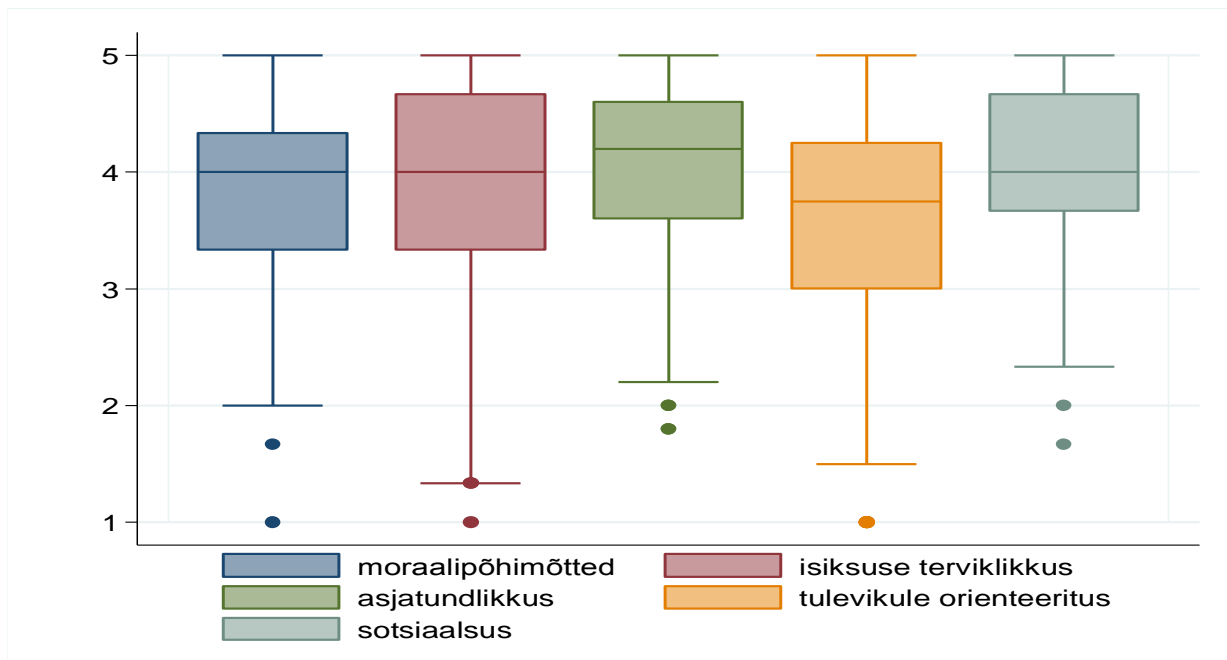 5
4
3
2
1
moraalipõhimõtted isiksuse terviklikkus
asjatundlikkus tulevikule orienteeritus
sotsiaalsus